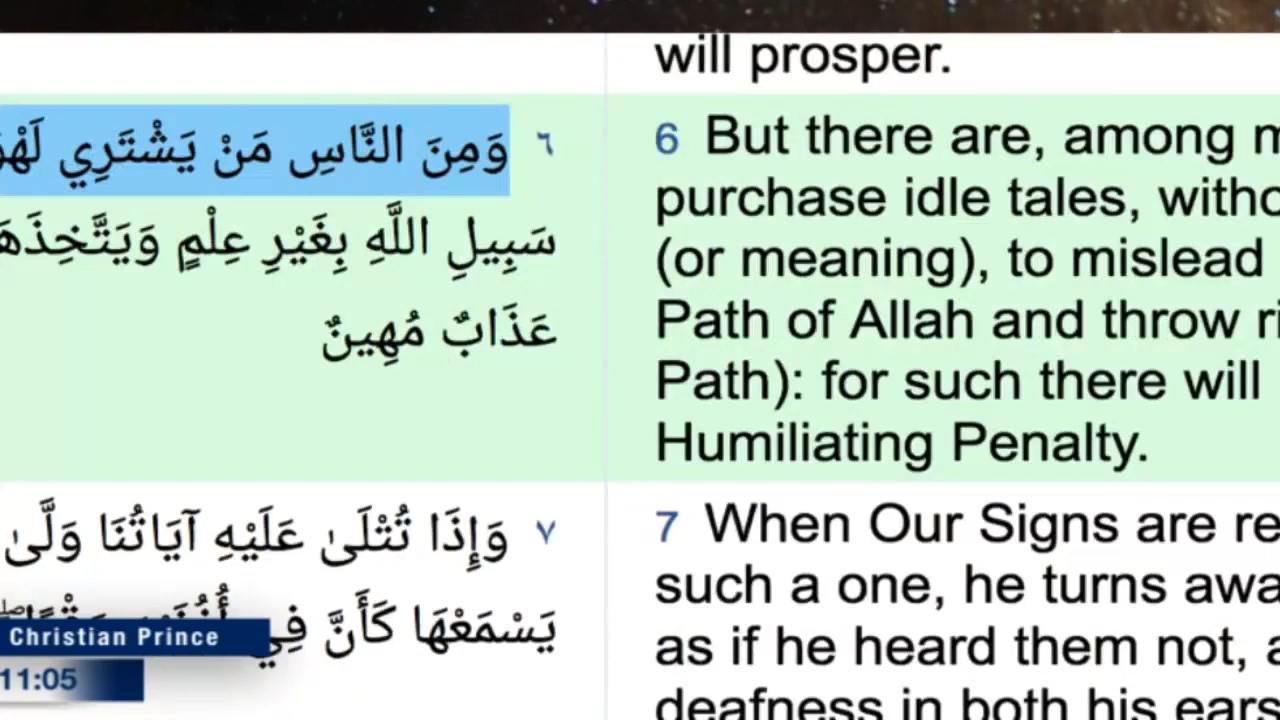 will prosper.
٦ وَمِنَ النَّاسِ مَنْ يَشْتَرِي
سَبِيلِ اللَّهِ بِغَيْرِ عِلْمٍ
عَذَابٌ مُهِينٌ
6 But there are, among
purchase idle tales,
(or meaning), to mislead
Path of Allah and throw
Path): for such there will
Humiliating Penalty.
٧ وَإِذَا تُتْلَىٰ عَلَيْهِ آيَاتُنَا وَلَّىٰ
يَسْمَعْهَا كَأَنَّ فِي
7 When Our Signs are
such a one, he turns
as if he heard them not,
deafness in both his ears
Christian Prince
11:05